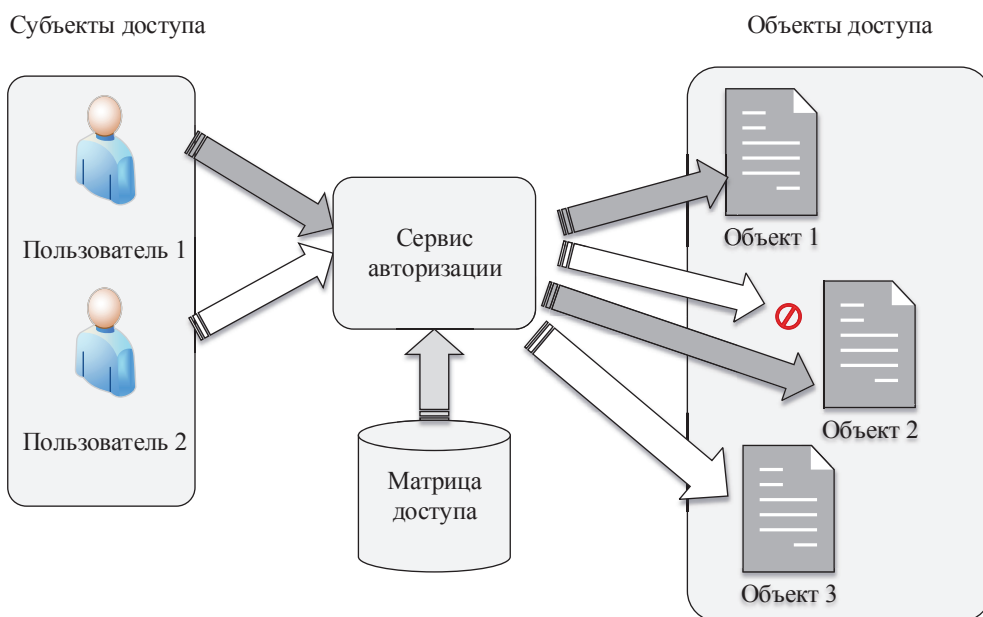 Субъекты доступа
Объекты доступа
Пользователь 1
Пользователь 2
Сервис
авторизации
Матрица
доступа
Объект 1
Объект 2
Объект 3